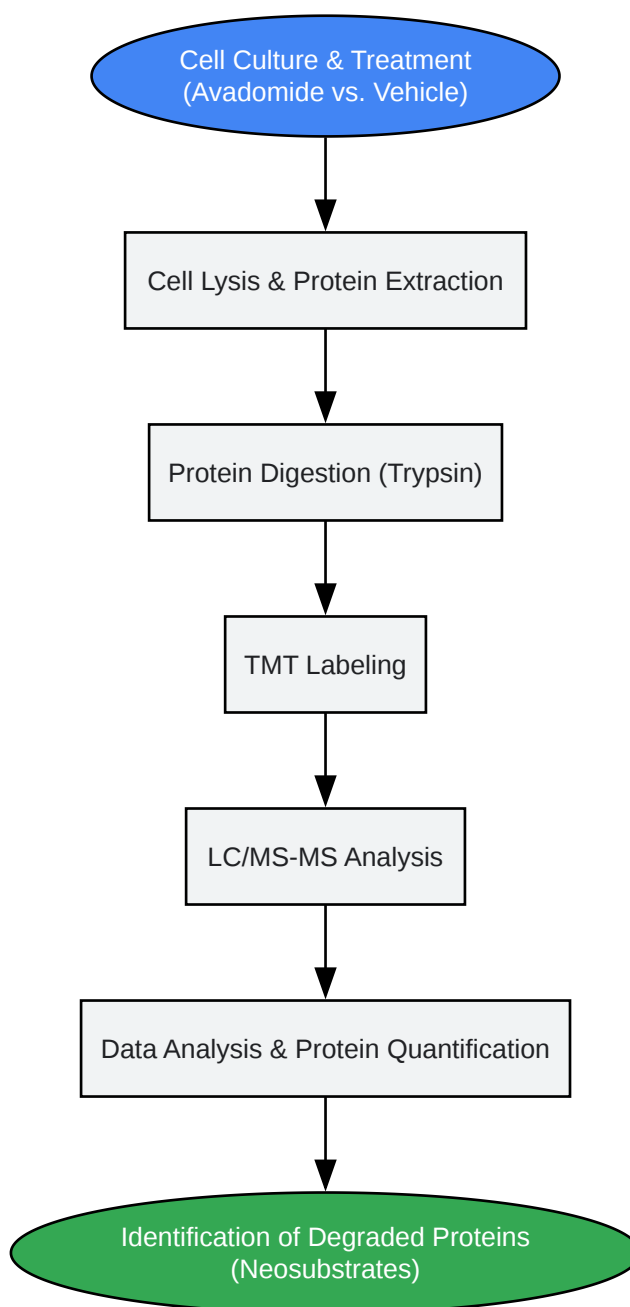 Cell Culture & Treatment
(Avadomide vs. Vehicle)
Cell Lysis & Protein Extraction
Protein Digestion (Trypsin)
TMT Labeling
LC/MS-MS Analysis
Data Analysis & Protein Quantification
Identification of Degraded Proteins
(Neosubstrates)